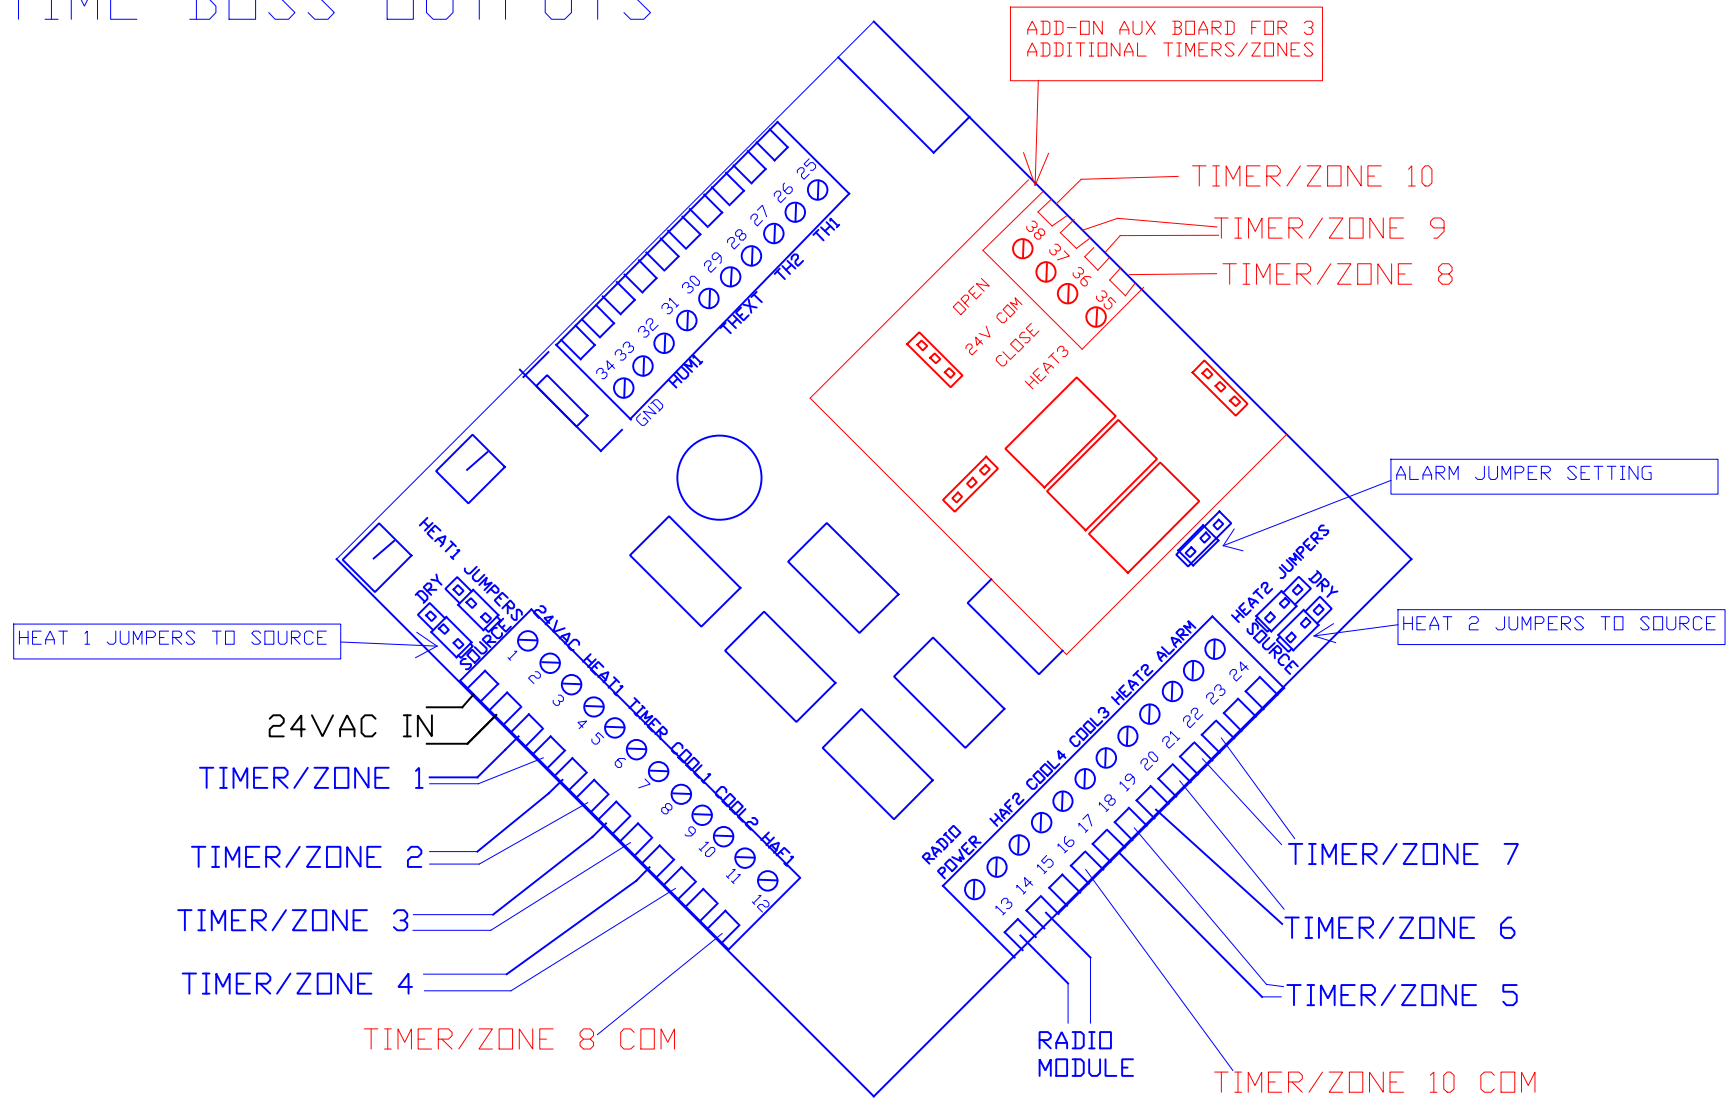 TIME BOSS OUTPUTS
ADD-ON AUX BOARD FOR 3
ADDITIONAL TIMERS/ZONES
TIMER/ZONE 10
TIMER/ZONE 9
TIMER/ZONE 8
25
26
27
28
29
30
31
32
33
34
TH1
TH2
THEXT
HUM1
GND
38
37
36
35
OPEN
24V COM
CLOSE
HEAT3
ALARM JUMPER SETTING
HEAT1 JUMPERS
DRY
SOURCE
HEAT 1 JUMPERS TO SOURCE
HEAT2 JUMPERS
DRY
SOURCE
HEAT 2 JUMPERS TO SOURCE
24VAC HEAT1 TIMER COOL1 COOL2 HAF1
1
2
3
4
5
6
7
8
9
10
11
12
24VAC IN
TIMER/ZONE 1
TIMER/ZONE 2
TIMER/ZONE 3
TIMER/ZONE 4
TIMER/ZONE 8 COM
RADIO
POWER HAF2 COOL4 COOL3 HEAT2 ALARM
13
14
15
16
17
18
19
20
21
22
23
24
TIMER/ZONE 7
TIMER/ZONE 6
TIMER/ZONE 5
RADIO
MODULE
TIMER/ZONE 10 COM